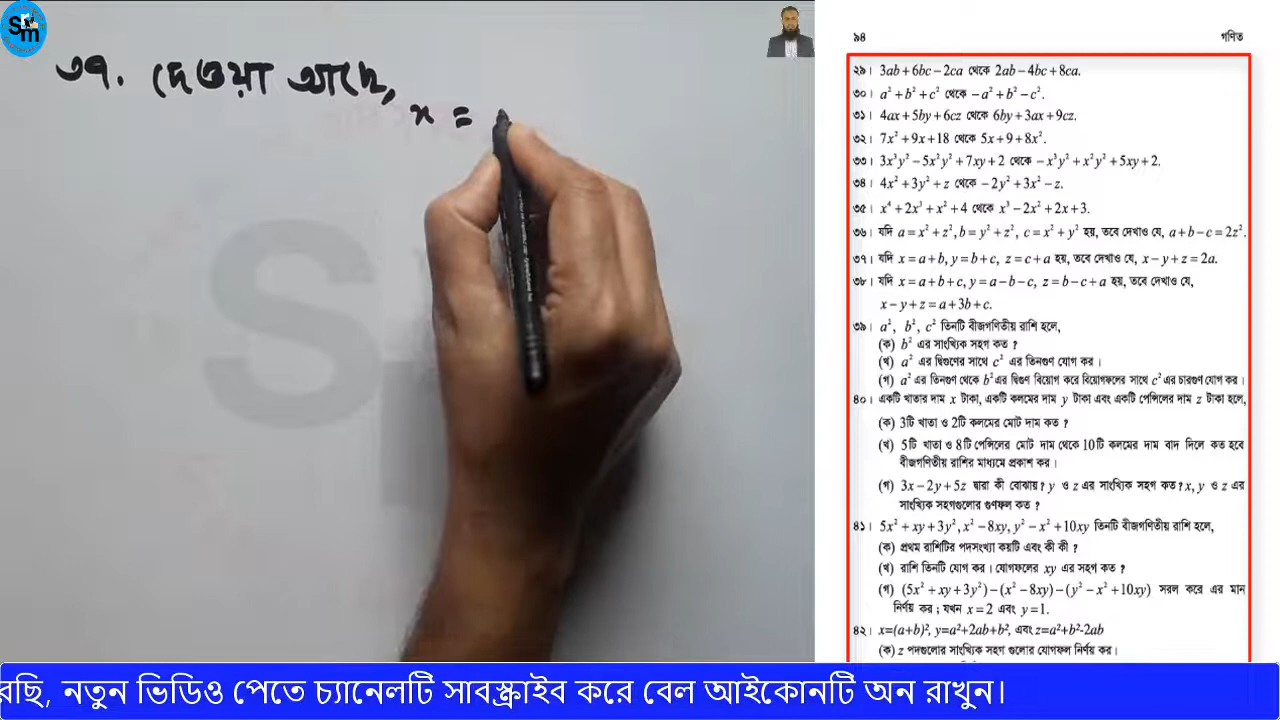 Sm
৩৭. দেওয়া আছে,
x =
৯৪ গণিত
২৯। 3ab+6bc−2ca থেকে 2ab−4bc+8ca.
৩০। a²+b²+c² থেকে −a²+b²−c².
৩১। 4ax+5by+6cz থেকে 6by+3ax+9cz.
৩২। 7x²+9x+18 থেকে 5x+9+8x².
৩৩। 3x³y²−5x²y²+7xy+2 থেকে −x³y²+x²y²+5xy+2.
৩৪। 4x²+3y²+z থেকে −2y²+3x²−z.
৩৫। x⁴+2x³+x²+4 থেকে x³−2x²+2x+3.
৩৬। যদি a=x²+z², b=y²+z², c=x²+y² হয়, তবে দেখাও যে, a+b−c=2z².
৩৭। যদি x=a+b, y=b+c, z=c+a হয়, তবে দেখাও যে, x−y+z=2a.
৩৮। যদি x=a+b+c, y=a−b−c, z=b−c+a হয়, তবে দেখাও যে,
x−y+z=a+3b+c.
৩৯। a², b², c² তিনটি বীজগণিতীয় রাশি হলে,
(ক) b² এর সাংখ্যিক সহগ কত ?
(খ) a² এর দ্বিগুণের সাথে c² এর তিনগুণ যোগ কর।
(গ) a² এর তিনগুণ থেকে b² এর দ্বিগুণ বিয়োগ করে বিয়োগফলের সাথে c² এর চারগুণ যোগ কর।
৪০। একটি খাতার দাম x টাকা, একটি কলমের দাম y টাকা এবং একটি পেন্সিলের দাম z টাকা হলে,
(ক) 3টি খাতা ও 2টি কলমের মোট দাম কত ?
(খ) 5টি খাতা ও 8টি পেন্সিলের মোট দাম থেকে 10টি কলমের দাম বাদ দিলে কত হবে
বীজগণিতীয় রাশির মাধ্যমে প্রকাশ কর।
(গ) 3x−2y+5z দ্বারা কী বোঝায়? y ও z এর সাংখ্যিক সহগ কত? x, y ও z এর
সাংখ্যিক সহগগুলোর গুণফল কত ?
৪১। 5x²+xy+3y², x²−8xy, y²−x²+10xy তিনটি বীজগণিতীয় রাশি হলে,
(ক) প্রথম রাশিটির পদসংখ্যা কয়টি এবং কী কী ?
(খ) রাশি তিনটি যোগ কর। যোগফলের xy এর সহগ কত ?
(গ) (5x²+xy+3y²)−(x²−8xy)−(y²−x²+10xy) সরল করে এর মান
নির্ণয় কর ; যখন x=2 এবং y=1.
৪২। x=(a+b)², y=a²+2ab+b², এবং z=a²+b²-2ab
(ক) z পদগুলোর সাংখ্যিক সহগ গুলোর যোগফল নির্ণয় কর।
রছি, নতুন ভিডিও পেতে চ্যানেলটি সাবস্ক্রাইব করে বেল আইকোনটি অন রাখুন।